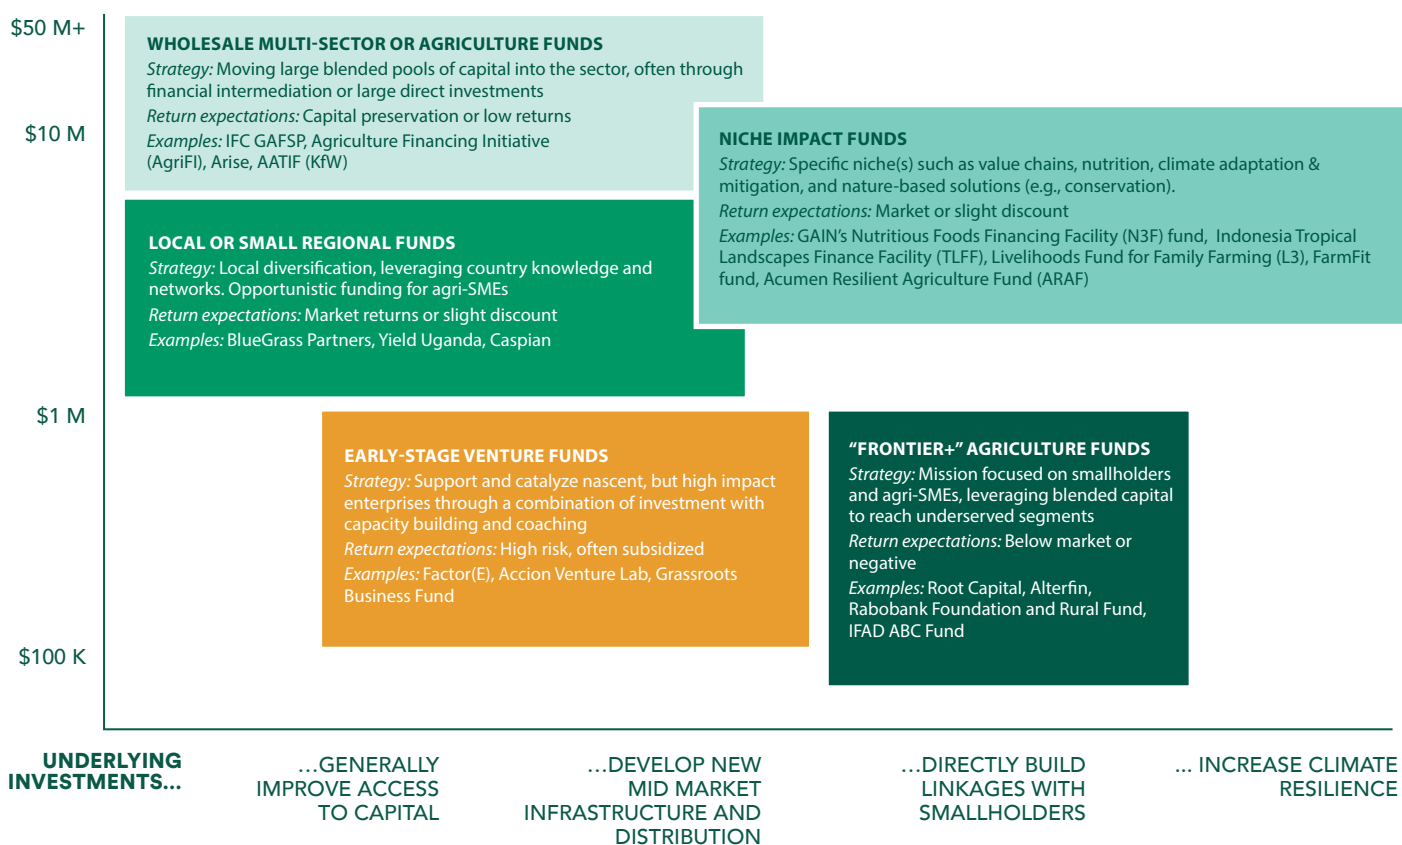 $50 M+
$10 M
$1 M
$100 K
WHOLESALE MULTI-SECTOR OR AGRICULTURE FUNDS
Strategy: Moving large blended pools of capital into the sector, often through
financial intermediation or large direct investments
Return expectations: Capital preservation or low returns
Examples: IFC GAFSP, Agriculture Financing Initiative
(AgriFI), Arise, AATIF (KfW)
NICHE IMPACT FUNDS
Strategy: Specific niche(s) such as value chains, nutrition, climate adaptation &
mitigation, and nature-based solutions (e.g., conservation).
Return expectations: Market or slight discount
Examples: GAIN’s Nutritious Foods Financing Facility (N3F) fund, Indonesia Tropical
Landscapes Finance Facility (TLFF), Livelihoods Fund for Family Farming (L3), FarmFit
fund, Acumen Resilient Agriculture Fund (ARAF)
LOCAL OR SMALL REGIONAL FUNDS
Strategy: Local diversification, leveraging country knowledge and
networks. Opportunistic funding for agri-SMEs
Return expectations: Market returns or slight discount
Examples: BlueGrass Partners, Yield Uganda, Caspian
EARLY-STAGE VENTURE FUNDS
Strategy: Support and catalyze nascent, but high impact
enterprises through a combination of investment with
capacity building and coaching
Return expectations: High risk, often subsidized
Examples: Factor(E), Accion Venture Lab, Grassroots
Business Fund
“FRONTIER+” AGRICULTURE FUNDS
Strategy: Mission focused on smallholders
and agri-SMEs, leveraging blended capital
to reach underserved segments
Return expectations: Below market or
negative
Examples: Root Capital, Alterfin,
Rabobank Foundation and Rural Fund,
IFAD ABC Fund
UNDERLYING
INVESTMENTS...
...GENERALLY
IMPROVE ACCESS
TO CAPITAL
...DEVELOP NEW
MID MARKET
INFRASTRUCTURE AND
DISTRIBUTION
...DIRECTLY BUILD
LINKAGES WITH
SMALLHOLDERS
... INCREASE CLIMATE
RESILIENCE